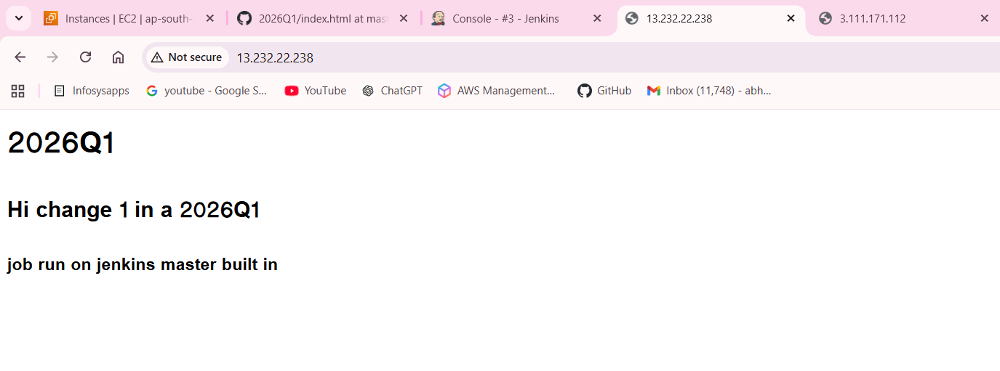 Instances | EC2 | ap-south-
2026Q1/index.html at mast
Console - #3 - Jenkins
13.232.22.238
3.111.171.112
Not secure
13.232.22.238
Infosysapps
youtube - Google S...
YouTube
ChatGPT
AWS Management...
GitHub
Inbox (11,748) - abh...
2026Q1
Hi change 1 in a 2026Q1
job run on jenkins master built in